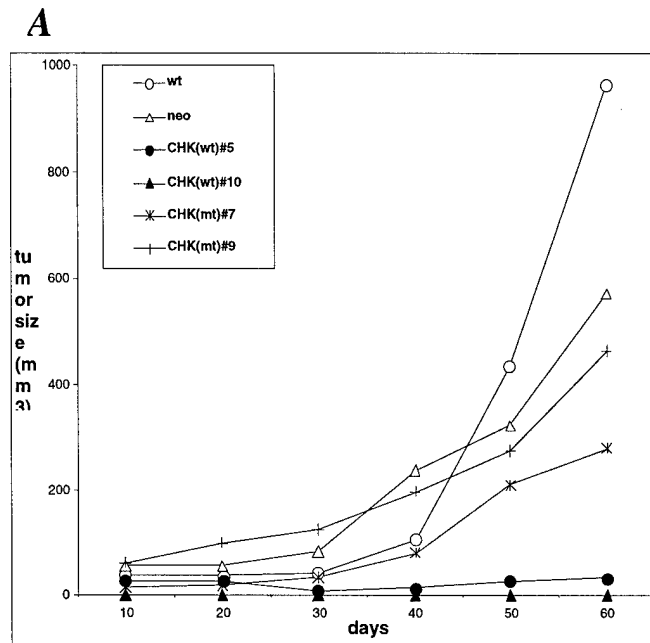 A
1000
800
600
400
200
0
tu
m
or
siz
e
(m
m
3)
wt
neo
CHK(wt)#5
CHK(wt)#10
CHK(mt)#7
CHK(mt)#9
10 20 30 40 50 60
days